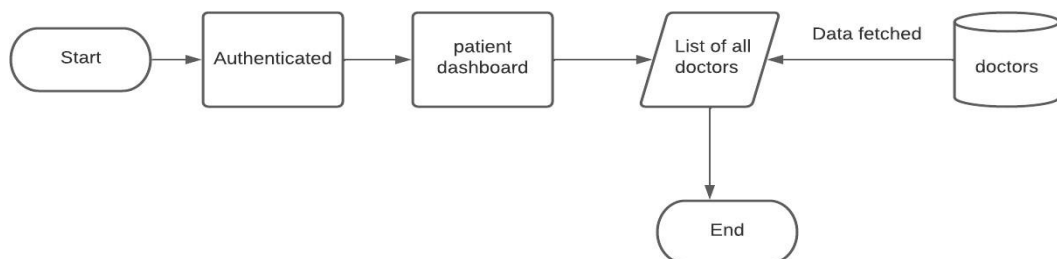 Start
Authenticated
patient
dashboard
List of all
doctors
Data fetched
doctors
End